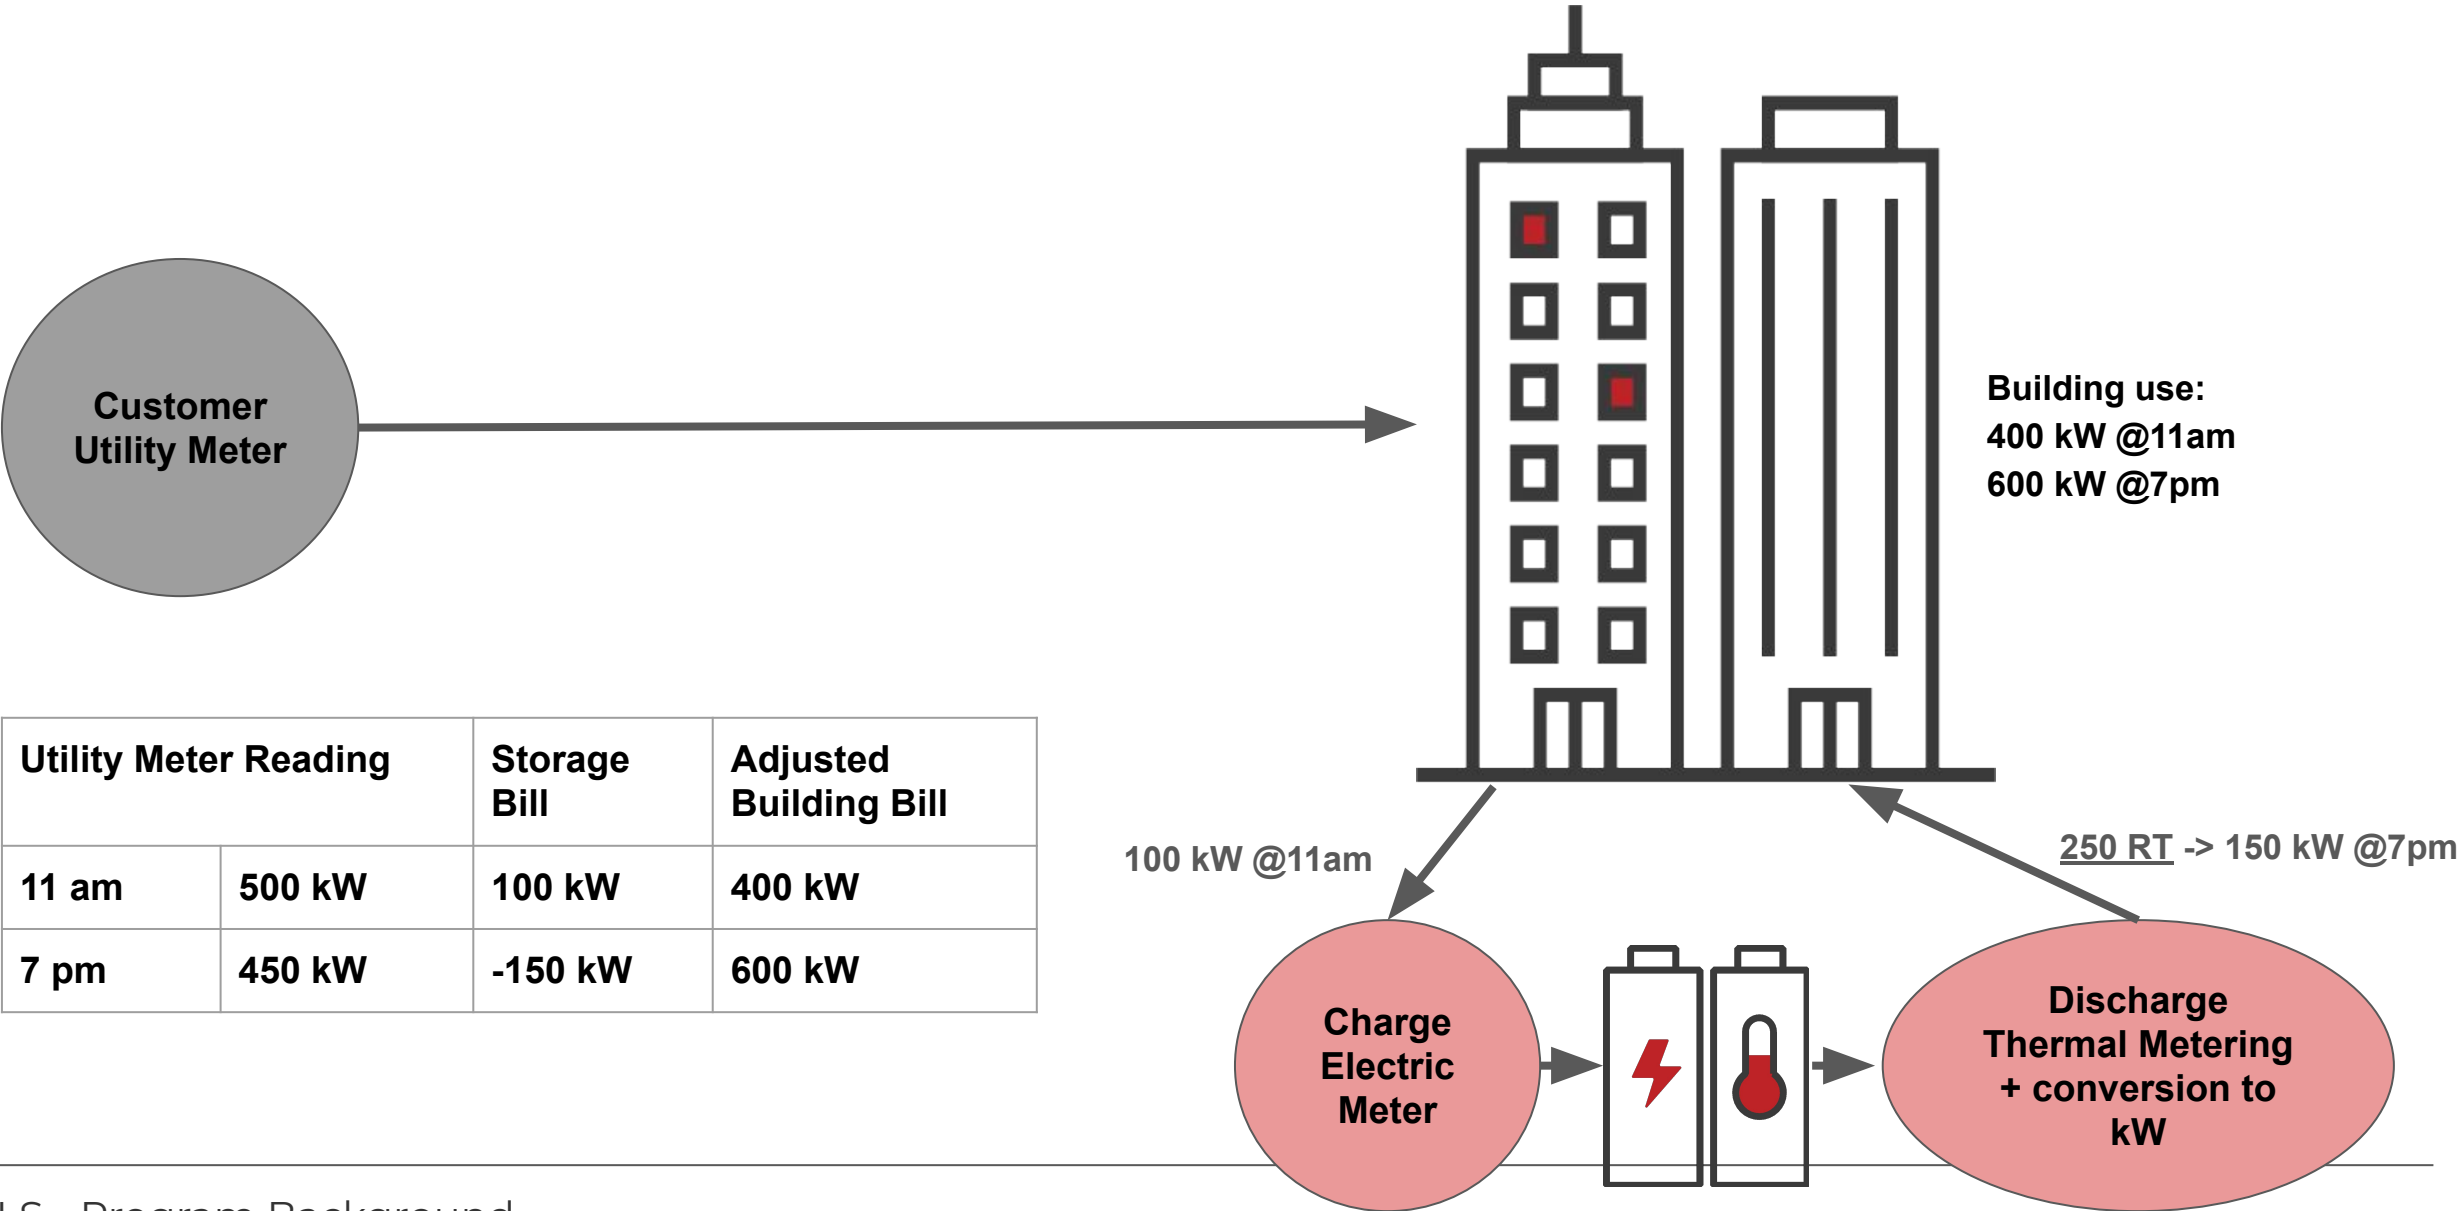 Customer
Utility Meter
Building use:
400 kW @11am
600 kW @7pm
Utility Meter Reading
Storage
Bill
Adjusted
Building Bill
11 am
500 kW
100 kW
400 kW
7 pm
450 kW
-150 kW
600 kW
100 kW @11am
250 RT -> 150 kW @7pm
Charge
Electric
Meter
Discharge
Thermal Metering
+ conversion to
kW
Program Background